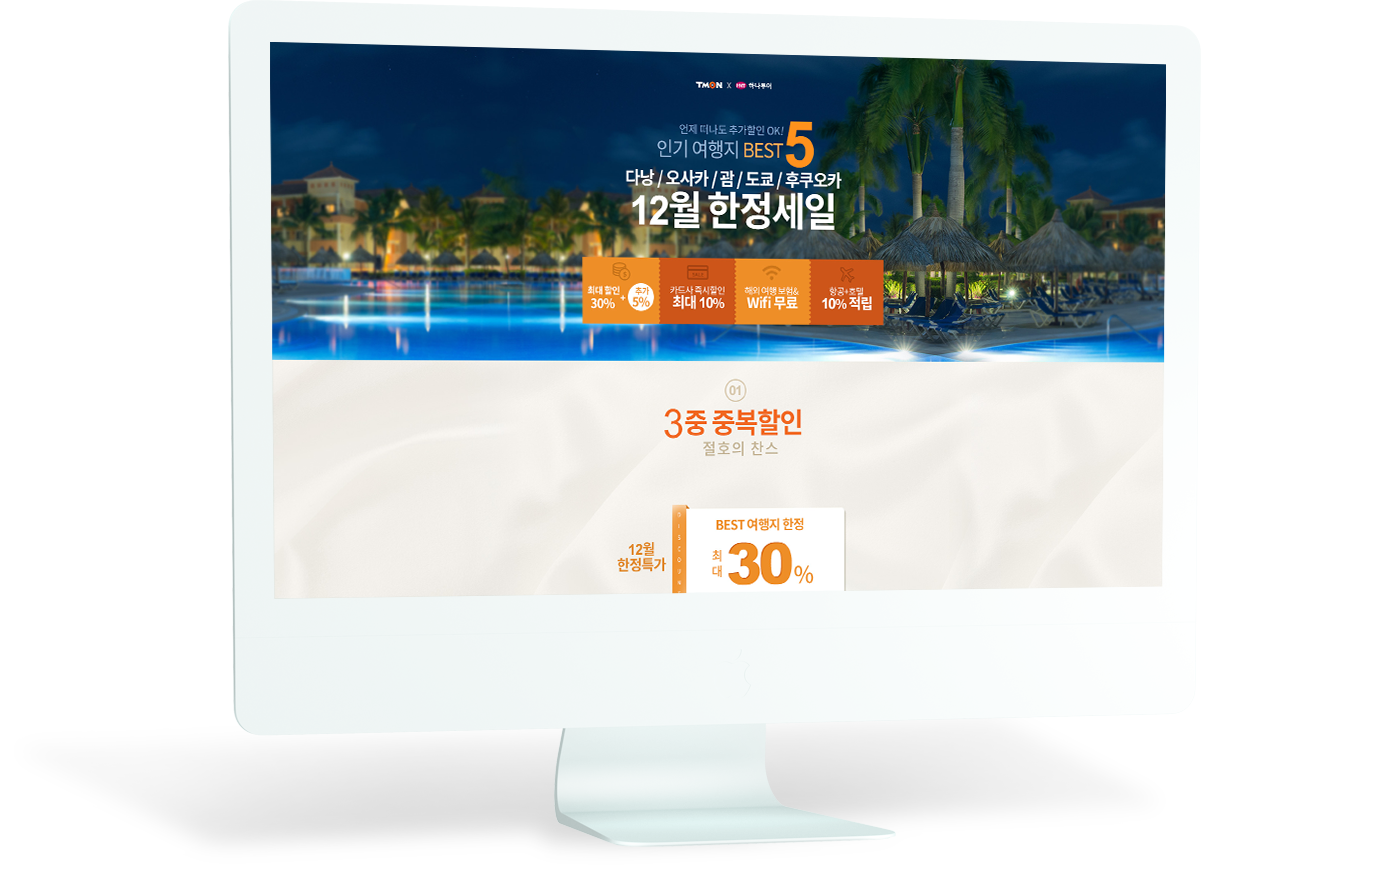 TMON X 하나투어
언제 떠나도 추가할인 OK!
인기 여행지 BEST 5
다낭 / 오사카 / 괌 / 도쿄 / 후쿠오카
12월 한정세일
최대 할인
30%
+
추가
5%
카드사 즉시할인
최대 10%
해외 여행 보험&
Wifi 무료
항공+호텔
10% 적립
01
3중 중복할인
절호의 찬스
12월
한정특가
DISCOUN
BEST 여행지 한정
최대 30%